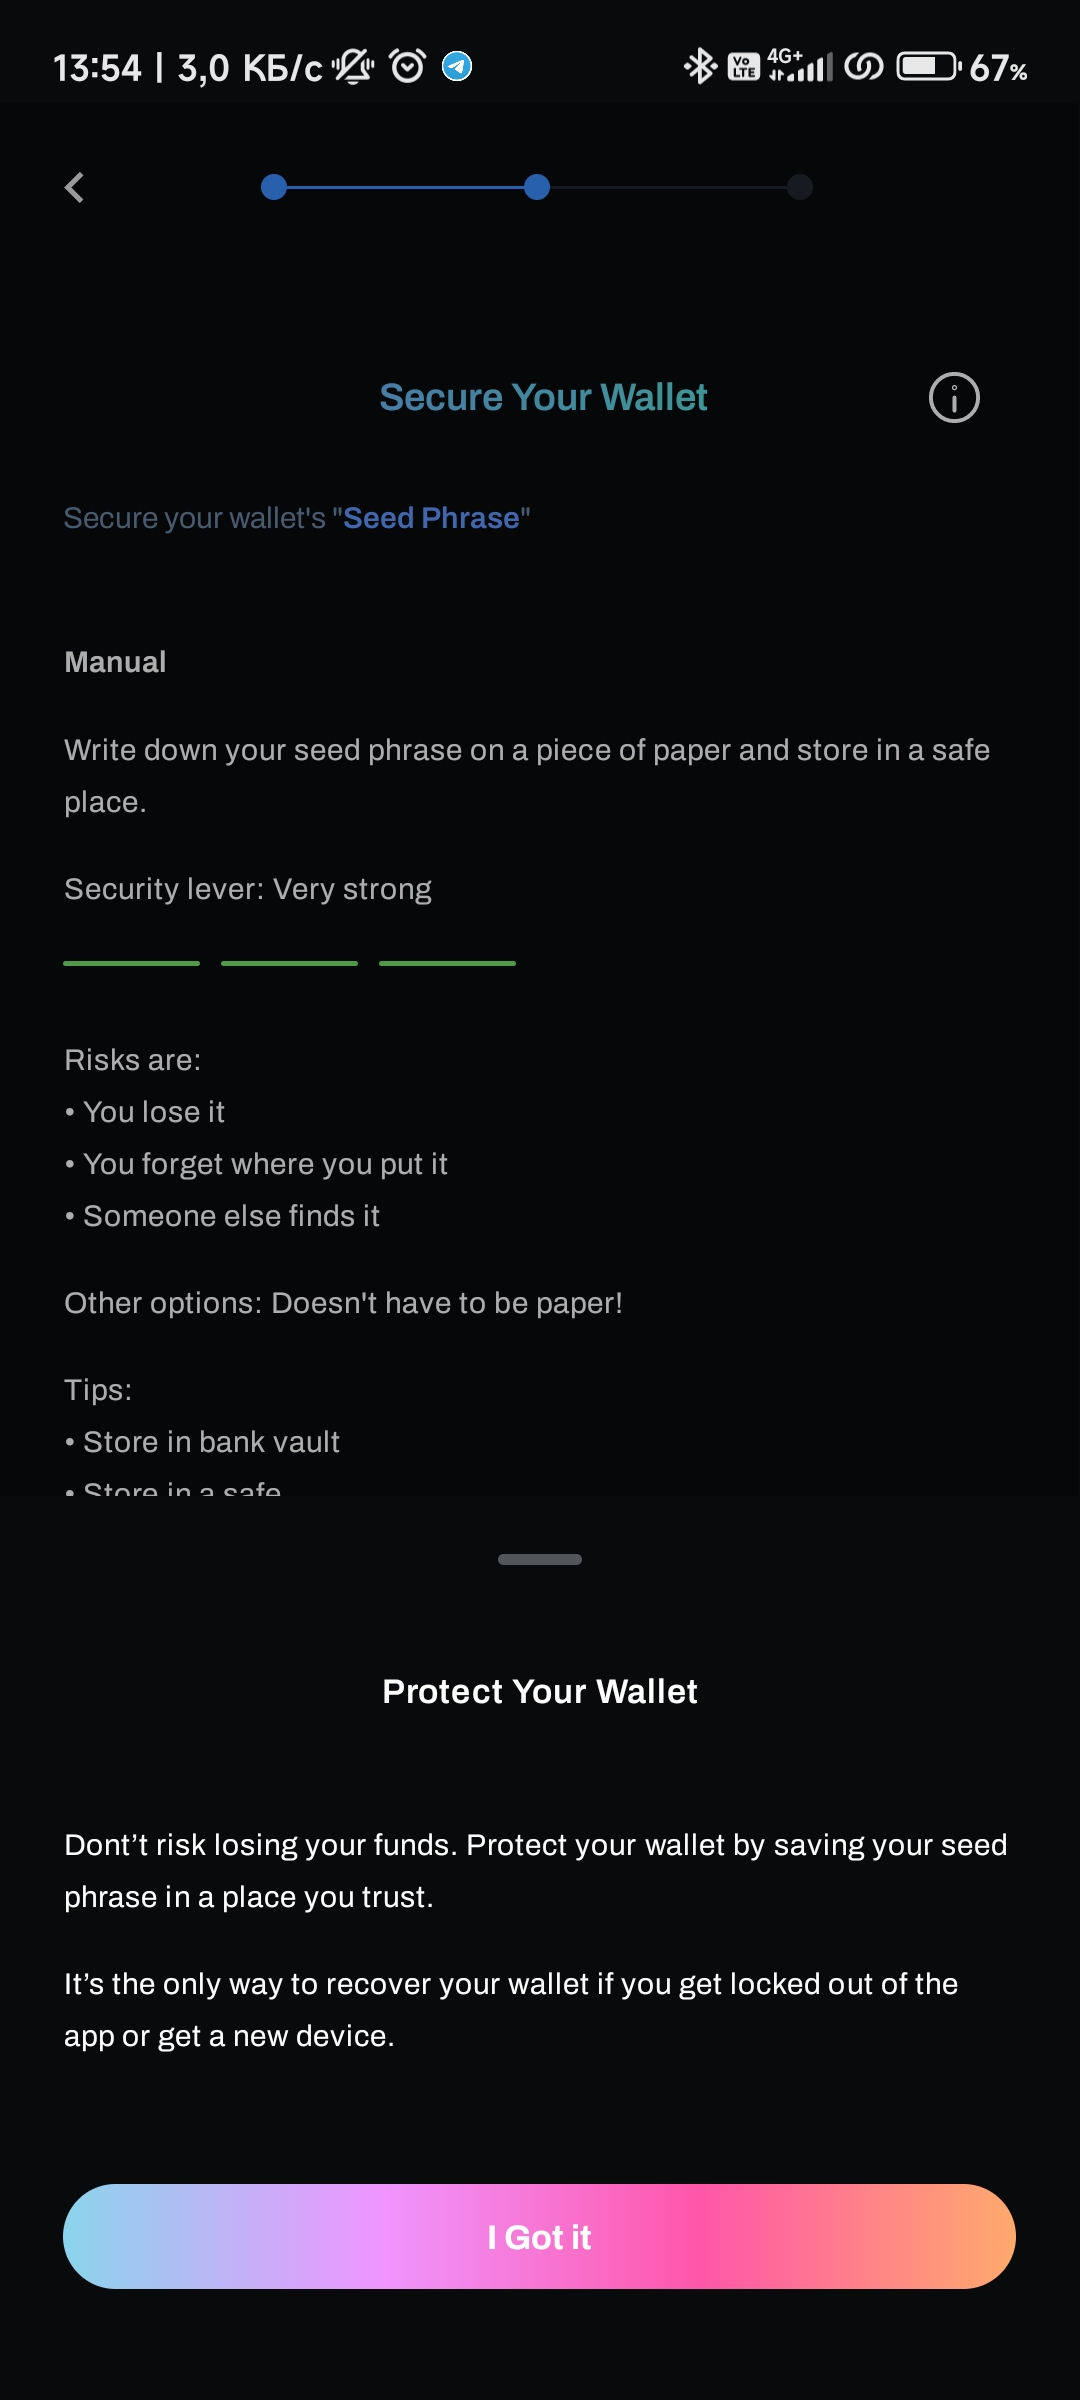 13:54 | 3,0 КБ/с
Vo LTE 4G+ 67%
Secure Your Wallet
Secure your wallet's "Seed Phrase"
Manual
Write down your seed phrase on a piece of paper and store in a safe
place.
Security lever: Very strong
Risks are:
• You lose it
• You forget where you put it
• Someone else finds it
Other options: Doesn't have to be paper!
Tips:
• Store in bank vault
• Store in a safe
Protect Your Wallet
Dont’t risk losing your funds. Protect your wallet by saving your seed
phrase in a place you trust.
It’s the only way to recover your wallet if you get locked out of the
app or get a new device.
I Got it